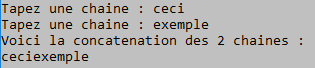 Tapez une chaine : ceci
Tapez une chaine : exemple
Voici la concatenation des 2 chaines :
ceciexemple